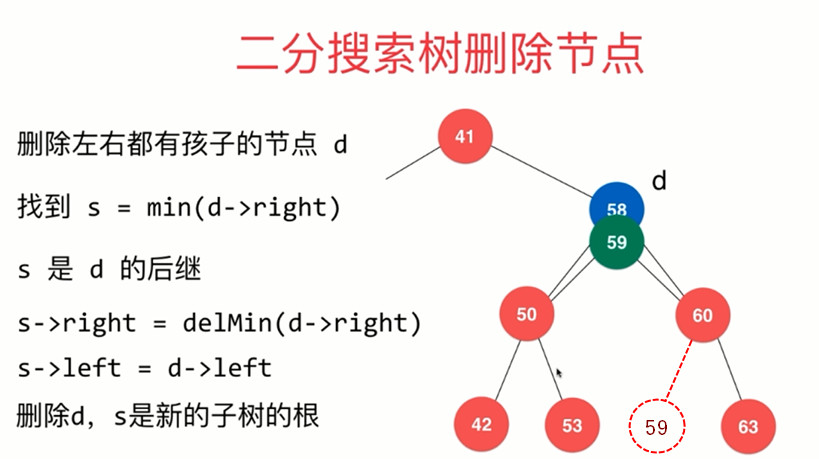 二分搜索树删除节点
删除左右都有孩子的节点 d
找到 s = min(d->right)
s 是 d 的后继
s->right = delMin(d->right)
s->left = d->left
删除d, s是新的子树的根
41
d
58
59
50
60
42
53
59
63